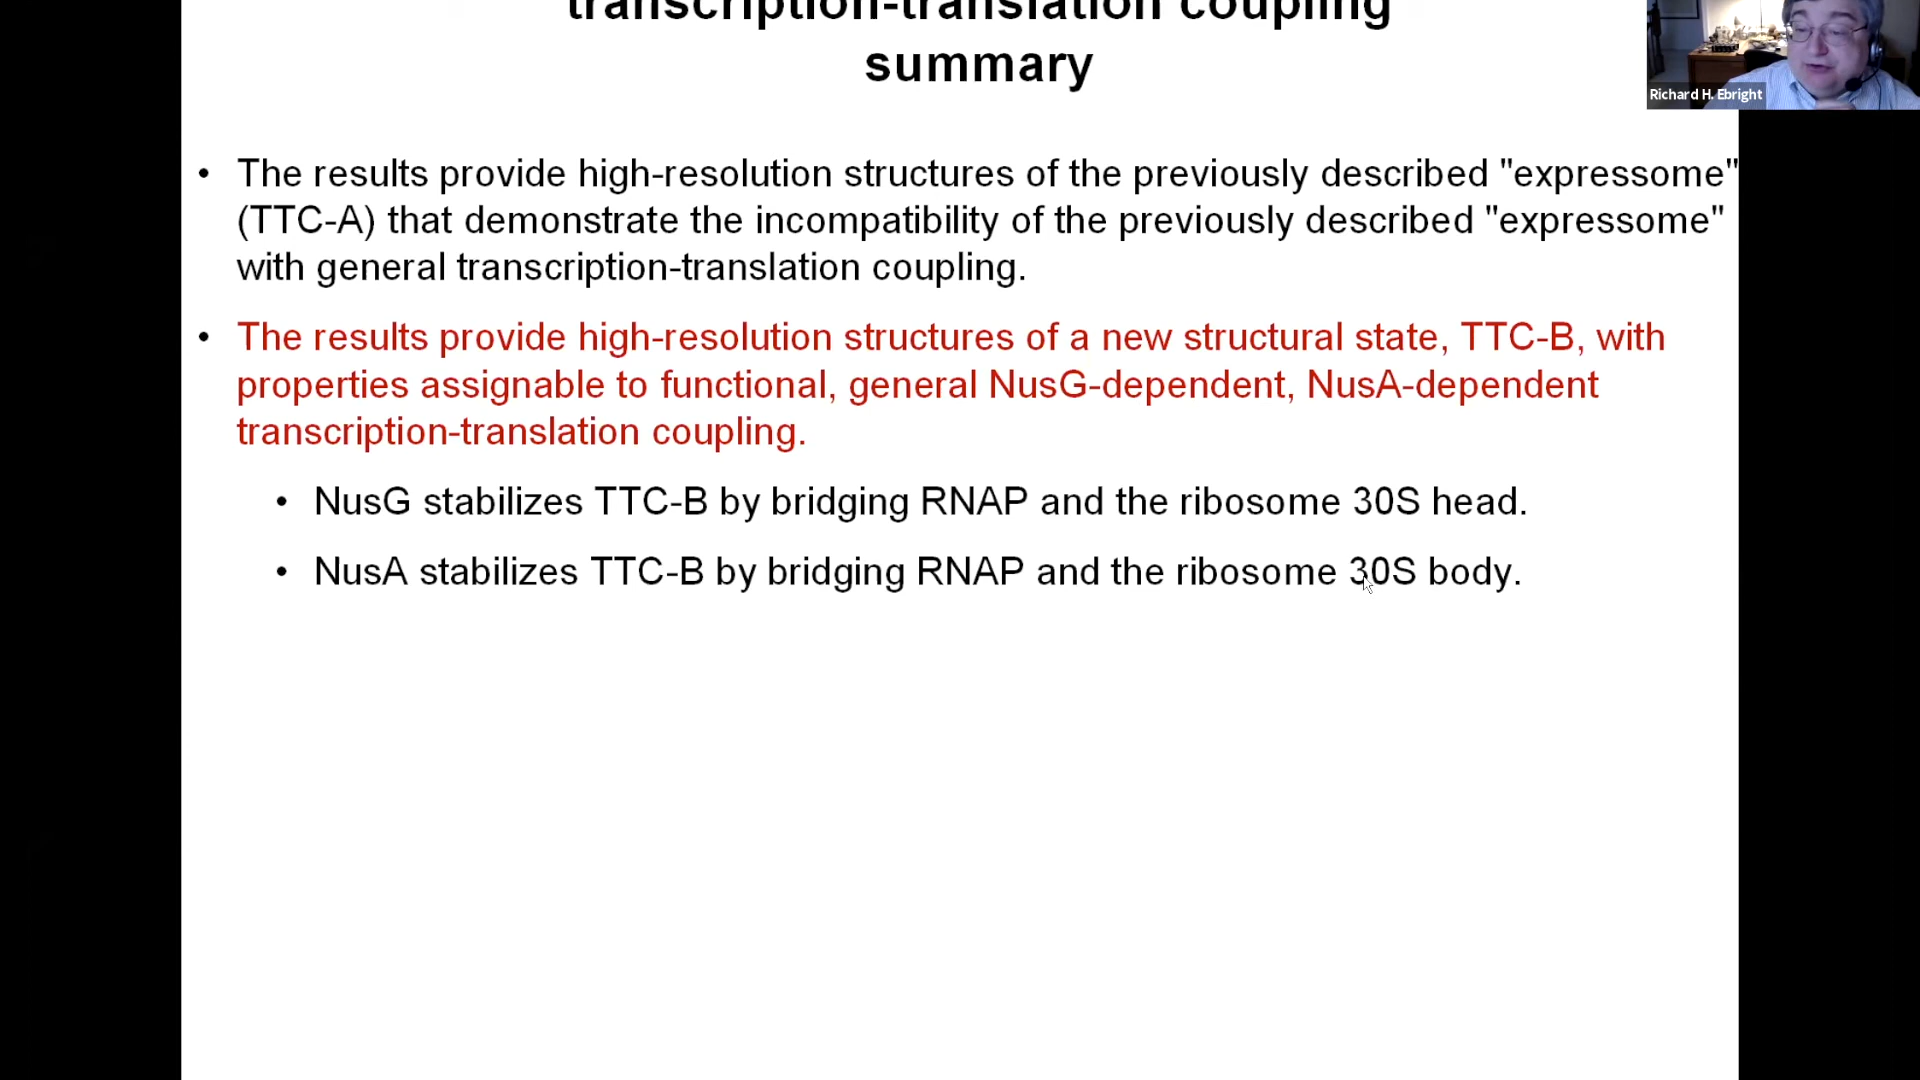 transcription-translation coupling
summary
Richard H. Ebright
• The results provide high-resolution structures of the previously described "expressome"
(TTC-A) that demonstrate the incompatibility of the previously described "expressome"
with general transcription-translation coupling.
• The results provide high-resolution structures of a new structural state, TTC-B, with
properties assignable to functional, general NusG-dependent, NusA-dependent
transcription-translation coupling.
• NusG stabilizes TTC-B by bridging RNAP and the ribosome 30S head.
• NusA stabilizes TTC-B by bridging RNAP and the ribosome 30S body.